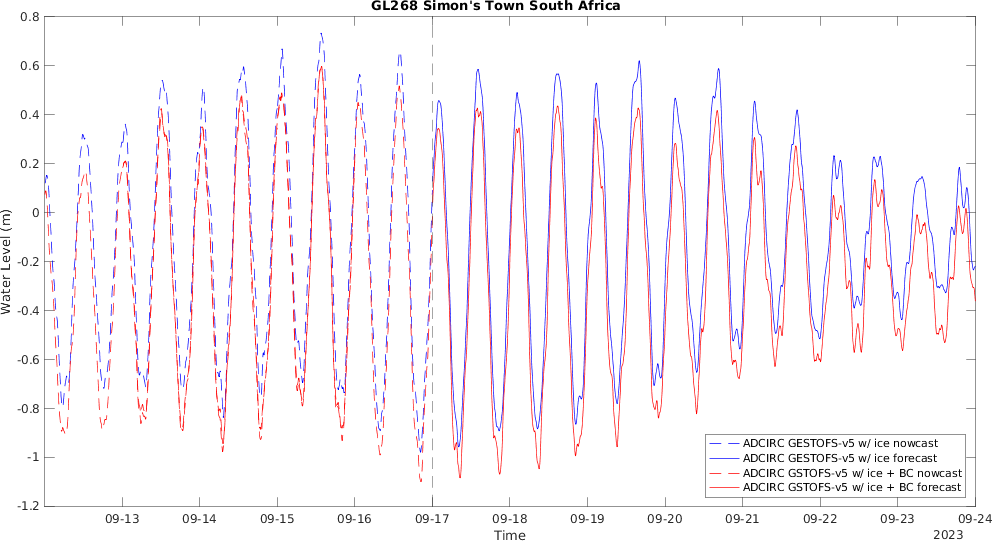 GL268 Simon's Town South Africa
0.8
0.6
0.4
0.2
0
-0.2
-0.4
-0.6
-0.8
-1
-1.2
Water Level (m)
ADCIRC GESTOFS-v5 w/ ice nowcast
ADCIRC GESTOFS-v5 w/ ice forecast
ADCIRC GSTOFS-v5 w/ ice + BC nowcast
ADCIRC GSTOFS-v5 w/ ice + BC forecast
09-13 09-14 09-15 09-16 09-17 09-18 09-19 09-20 09-21 09-22 09-23 09-24
Time
2023